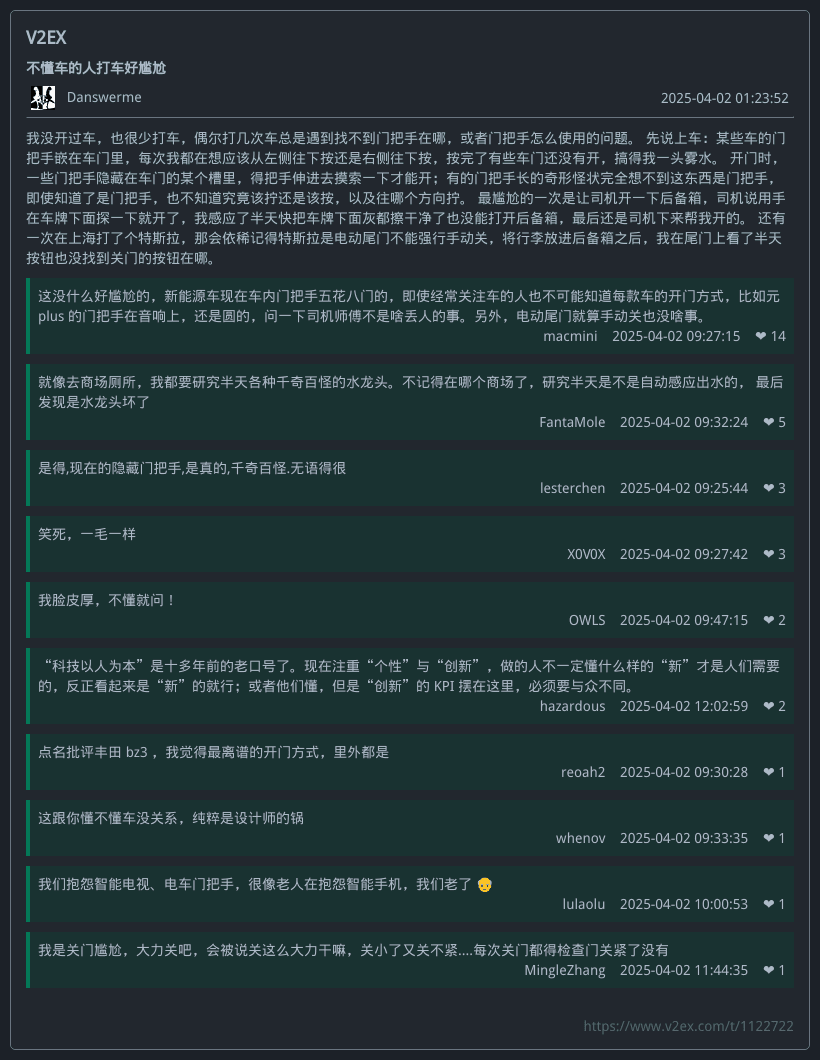 V2EX
不懂车的人打车好尴尬
Danswerme 2025-04-02 01:23:52
我没开过车，也很少打车，偶尔打几次车总是遇到找不到门把手在哪，或者门把手怎么使用的问题。 先说上车：某些车的门
把手嵌在车门里，每次我都在想应该从左侧往下按还是右侧往下按，按完了有些车门还没有开，搞得我一头雾水。 开门时，
一些门把手隐藏在车门的某个槽里，得把手伸进去摸索一下才能开；有的门把手长的奇形怪状完全想不到这东西是门把手，
即使知道了是门把手，也不知道究竟该拧还是该按，以及往哪个方向拧。 最尴尬的一次是让司机开一下后备箱，司机说用手
在车牌下面探一下就开了，我感应了半天快把车牌下面灰都擦干净了也没能打开后备箱，最后还是司机下来帮我开的。 还有
一次在上海打了个特斯拉，那会依稀记得特斯拉是电动尾门不能强行手动关，将行李放进后备箱之后，我在尾门上看了半天
按钮也没找到关门的按钮在哪。
这没什么好尴尬的，新能源车现在车内门把手五花八门的，即使经常关注车的人也不可能知道每款车的开门方式，比如元
plus 的门把手在音响上，还是圆的，问一下司机师傅不是啥丢人的事。另外，电动尾门就算手动关也没啥事。
macmini 2025-04-02 09:27:15 ❤ 14
就像去商场厕所，我都要研究半天各种千奇百怪的水龙头。不记得在哪个商场了，研究半天是不是自动感应出水的， 最后
发现是水龙头坏了
FantaMole 2025-04-02 09:32:24 ❤ 5
是得,现在的隐藏门把手,是真的,千奇百怪.无语得很
lesterchen 2025-04-02 09:25:44 ❤ 3
笑死，一毛一样
X0V0X 2025-04-02 09:27:42 ❤ 3
我脸皮厚，不懂就问！
OWLS 2025-04-02 09:47:15 ❤ 2
“科技以人为本”是十多年前的老口号了。现在注重“个性”与“创新”，做的人不一定懂什么样的“新”才是人们需要
的，反正看起来是“新”的就行；或者他们懂，但是“创新”的 KPI 摆在这里，必须要与众不同。
hazardous 2025-04-02 12:02:59 ❤ 2
点名批评丰田 bz3 ，我觉得最离谱的开门方式，里外都是
reoah2 2025-04-02 09:30:28 ❤ 1
这跟你懂不懂车没关系，纯粹是设计师的锅
whenov 2025-04-02 09:33:35 ❤ 1
我们抱怨智能电视、电车门把手，很像老人在抱怨智能手机，我们老了 👴
lulaolu 2025-04-02 10:00:53 ❤ 1
我是关门尴尬，大力关吧，会被说关这么大力干嘛，关小了又关不紧....每次关门都得检查门关紧了没有
MingleZhang 2025-04-02 11:44:35 ❤ 1
https://www.v2ex.com/t/1122722